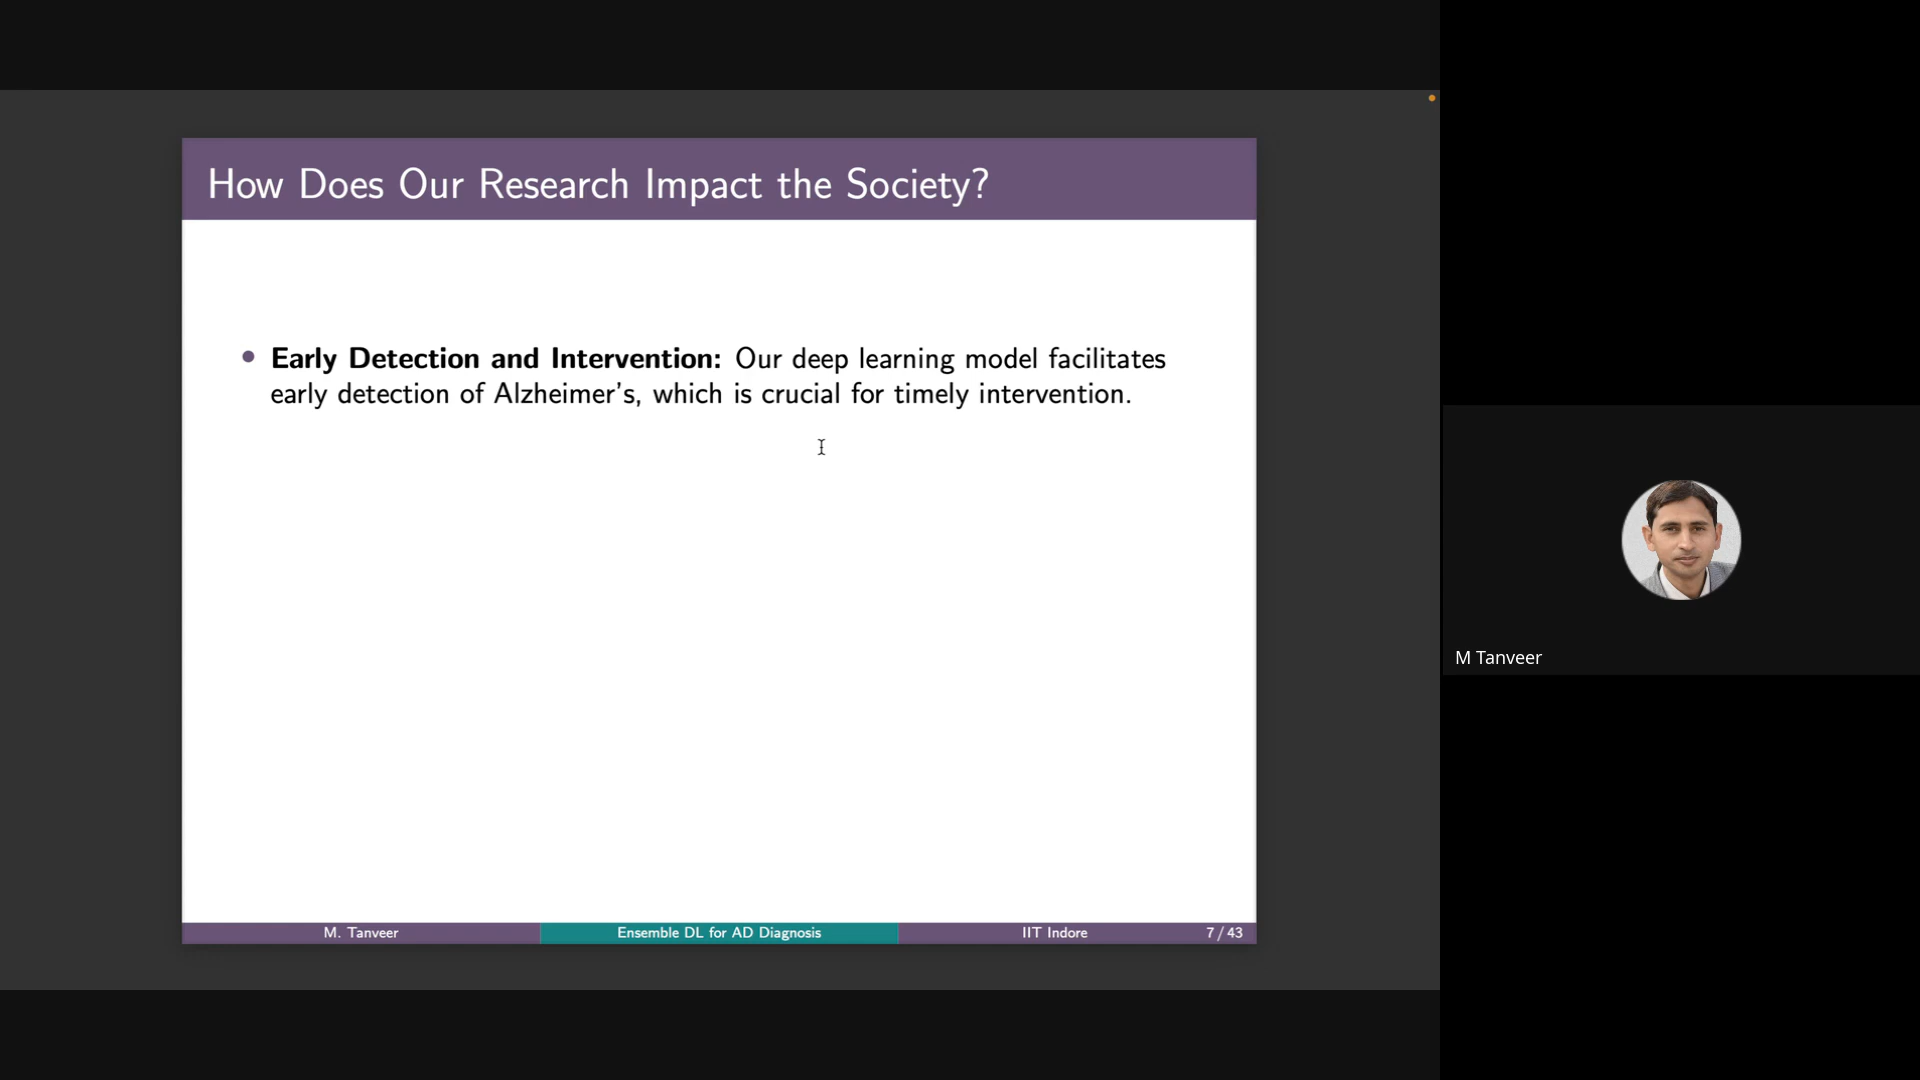 How Does Our Research Impact the Society?
• Early Detection and Intervention: Our deep learning model facilitates
early detection of Alzheimer's, which is crucial for timely intervention.
M. Tanveer
Ensemble DL for AD Diagnosis
IIT Indore
7 / 43
M Tanveer